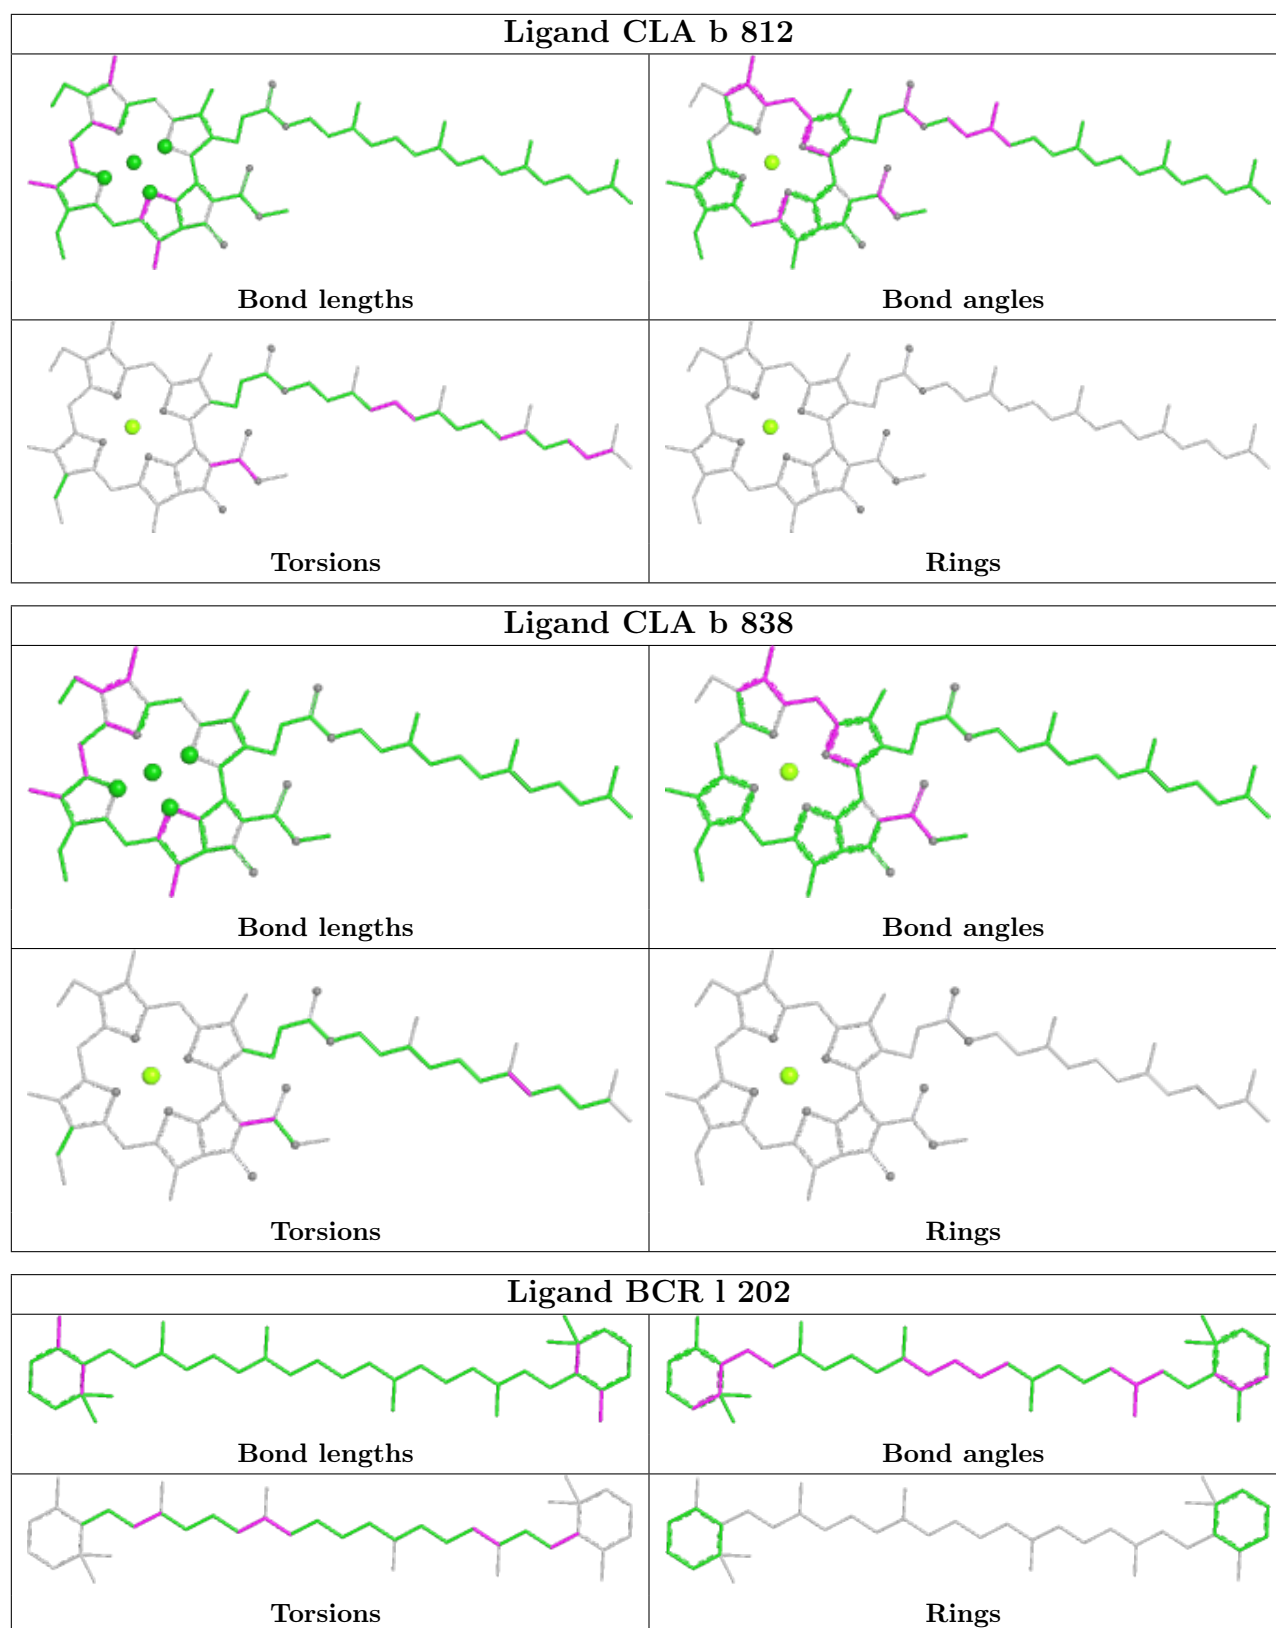 Ligand CLA b 812
Bond lengths
Bond angles
Torsions
Rings
Ligand CLA b 838
Bond lengths
Bond angles
Torsions
Rings
Ligand BCR l 202
Bond lengths
Bond angles
Torsions
Rings